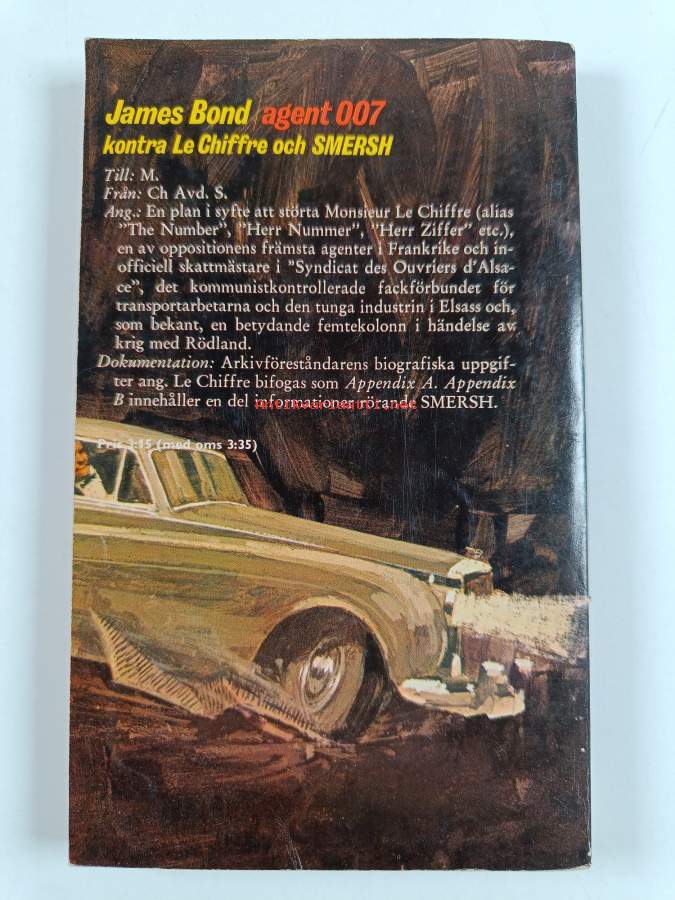 James Bond agent 007
kontra Le Chiffre och SMERSH
Till: M.
Från: Ch Avd. S.
Ang.: En plan i syfte att störta Monsieur Le Chiffre (alias
”The Number”, ”Herr Nummer”, ”Herr Ziffer” etc.),
en av oppositionens främsta agenter i Frankrike och in-
officiell skattmästare i ”Syndicat des Ouvriers d’Alsa-
ce”, det kommunistkontrollerade fackförbundet för
transportarbetarna och den tunga industrin i Elsass och,
som bekant, en betydande femtekolonn i händelse av
krig med Rödland.
Dokumentation: Arkivföreståndarens biografiska uppgif-
ter ang. Le Chiffre bifogas som Appendix A. Appendix
B innehåller en del informationer rörande SMERSH.
Pris 3:15 (med oms 3:35)